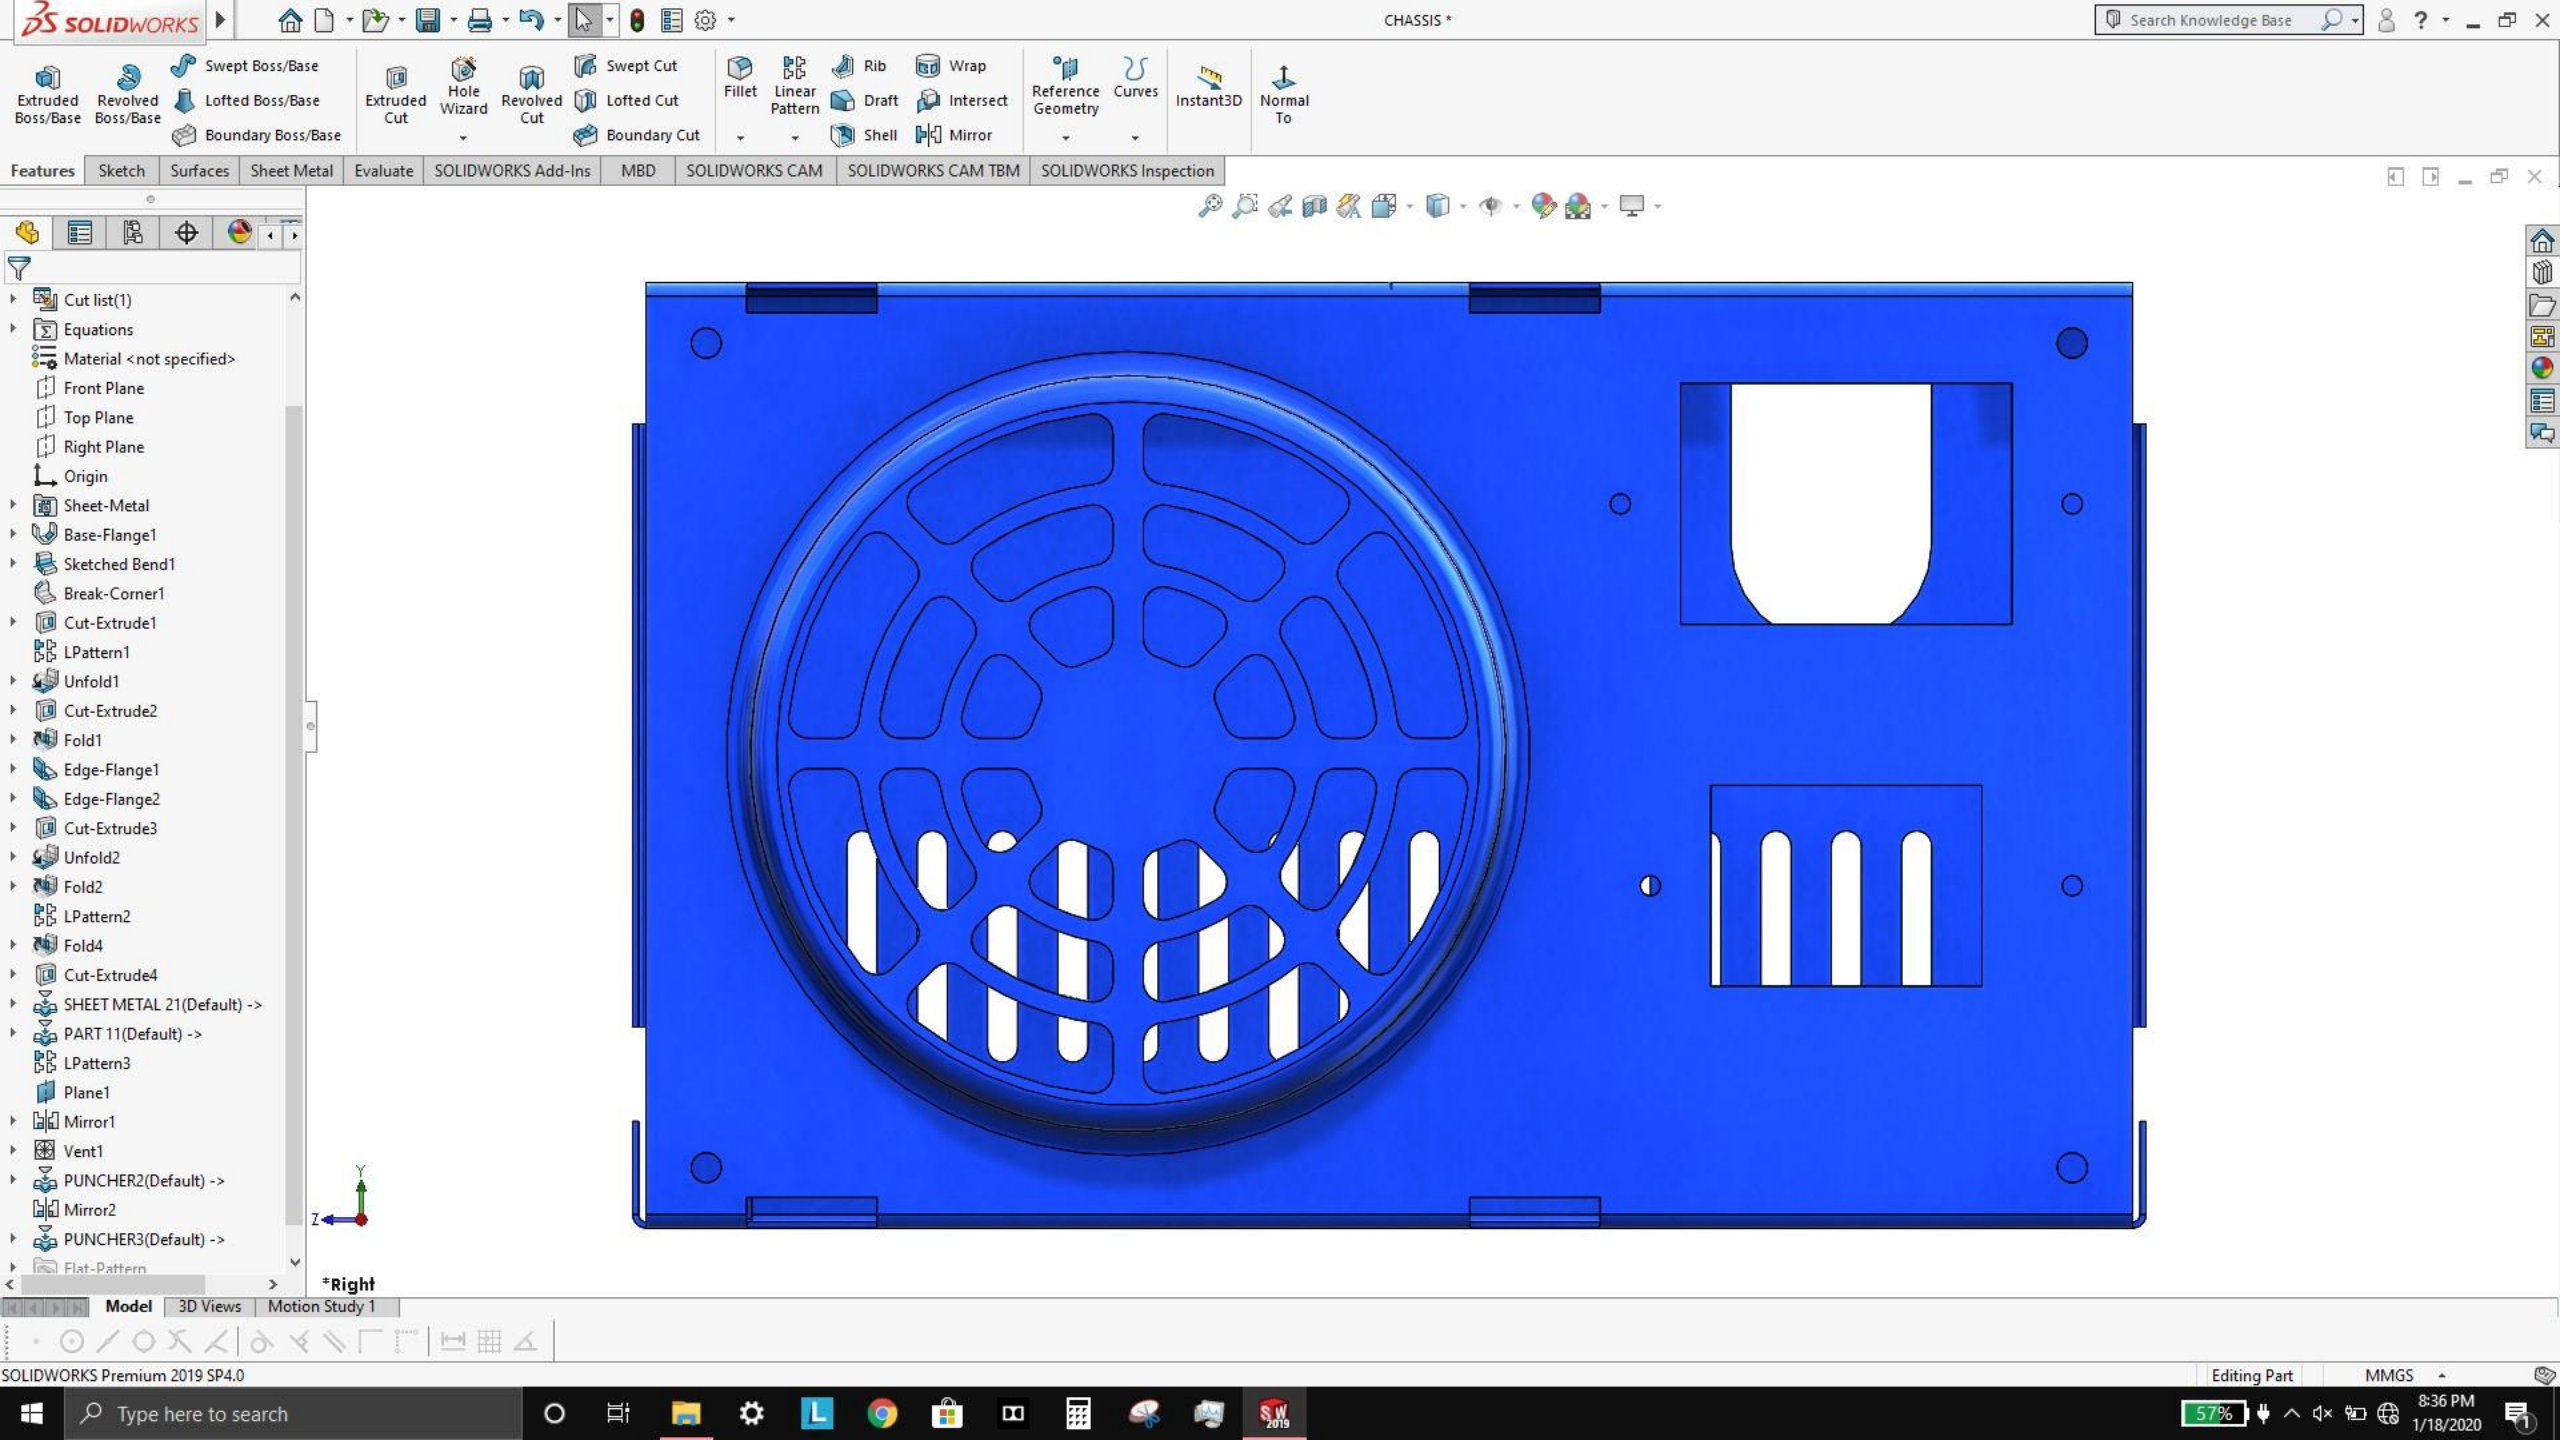 SOLIDWORKS
CHASSIS *
Search Knowledge Base
?
Extruded Boss/Base
Revolved Boss/Base
Swept Boss/Base
Lofted Boss/Base
Boundary Boss/Base
Extruded Cut
Hole Wizard
Revolved Cut
Swept Cut
Lofted Cut
Boundary Cut
Fillet
Linear Pattern
Rib
Draft
Shell
Wrap
Intersect
Mirror
Reference Geometry
Curves
Instant3D
Normal To
Features
Sketch
Surfaces
Sheet Metal
Evaluate
SOLIDWORKS Add-Ins
MBD
SOLIDWORKS CAM
SOLIDWORKS CAM TBM
SOLIDWORKS Inspection
Cut list(1)
Equations
Material <not specified>
Front Plane
Top Plane
Right Plane
Origin
Sheet-Metal
Base-Flange1
Sketched Bend1
Break-Corner1
Cut-Extrude1
LPattern1
Unfold1
Cut-Extrude2
Fold1
Edge-Flange1
Edge-Flange2
Cut-Extrude3
Unfold2
Fold2
LPattern2
Fold4
Cut-Extrude4
SHEET METAL 21(Default) ->
PART 11(Default) ->
LPattern3
Plane1
Mirror1
Vent1
PUNCHER2(Default) ->
Mirror2
PUNCHER3(Default) ->
Flat-Pattern
Y
Z
*Right
Model
3D Views
Motion Study 1
SOLIDWORKS Premium 2019 SP4.0
Editing Part
MMGS
Type here to search
L
SW
2019
57%
8:36 PM
1/18/2020
1